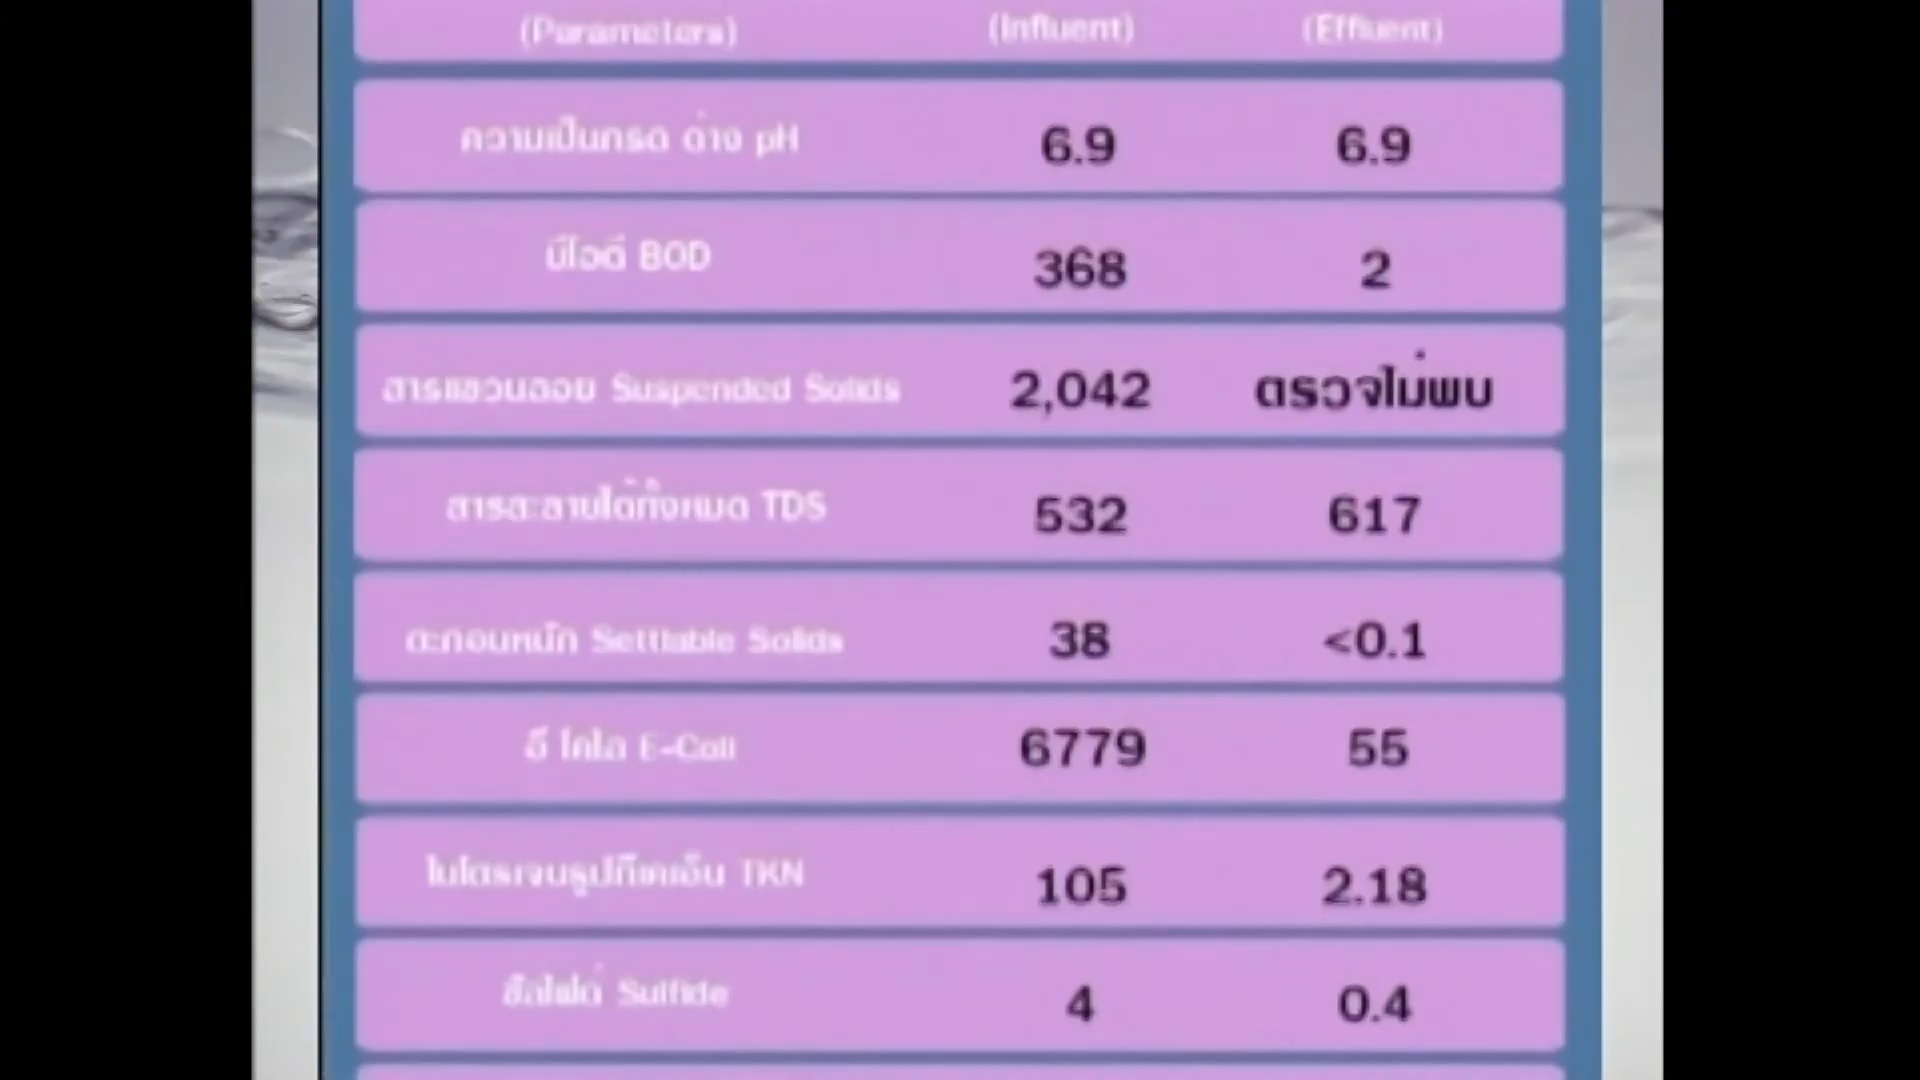 (Parameters) (Influent) (Effluent)
ความเป็นกรด ด่าง pH 6.9 6.9
บีโอดี BOD 368 2
สารแขวนลอย Suspended Solids 2,042 ตรวจไม่พบ
สารละลายได้ทั้งหมด TDS 532 617
ตะกอนหนัก Settlable Solids 38 <0.1
อี โคไล E-Coli 6779 55
ไนโตรเจนรูปทีเคเอ็น TKN 105 2.18
ซัลไฟด์ Sulfide 4 0.4